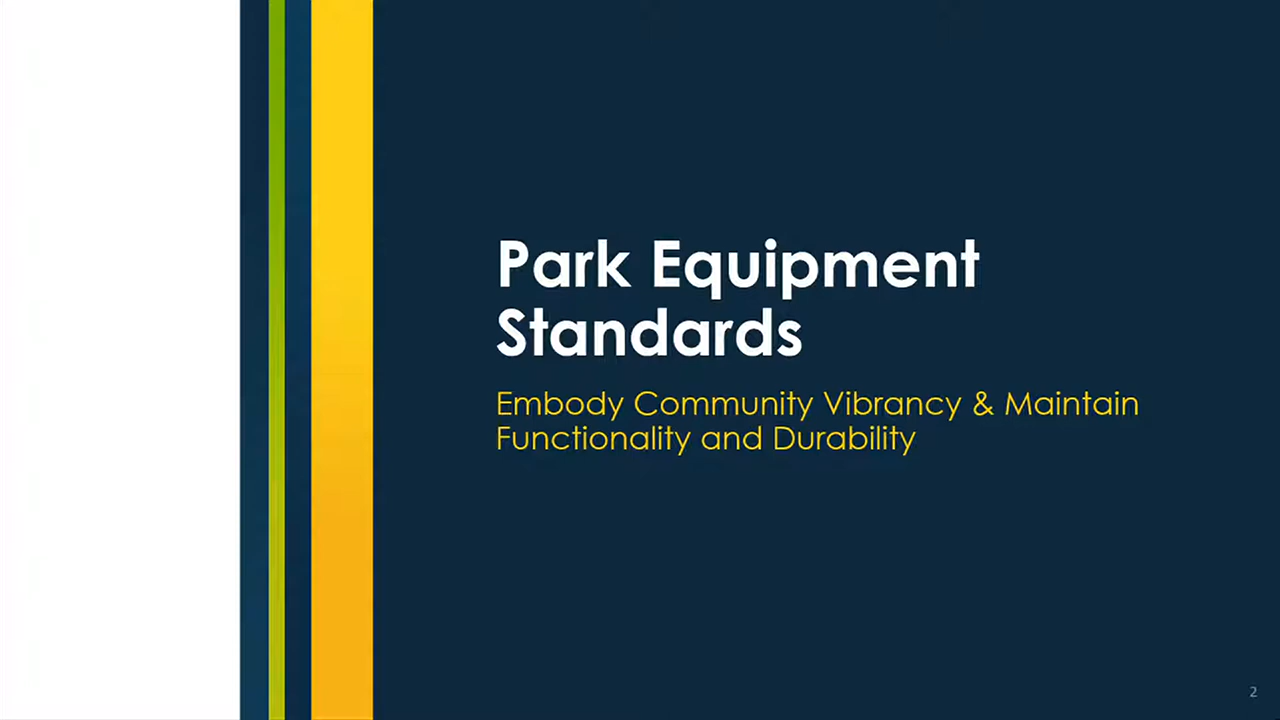 Park Equipment
Standards
Embody Community Vibrancy & Maintain
Functionality and Durability
2